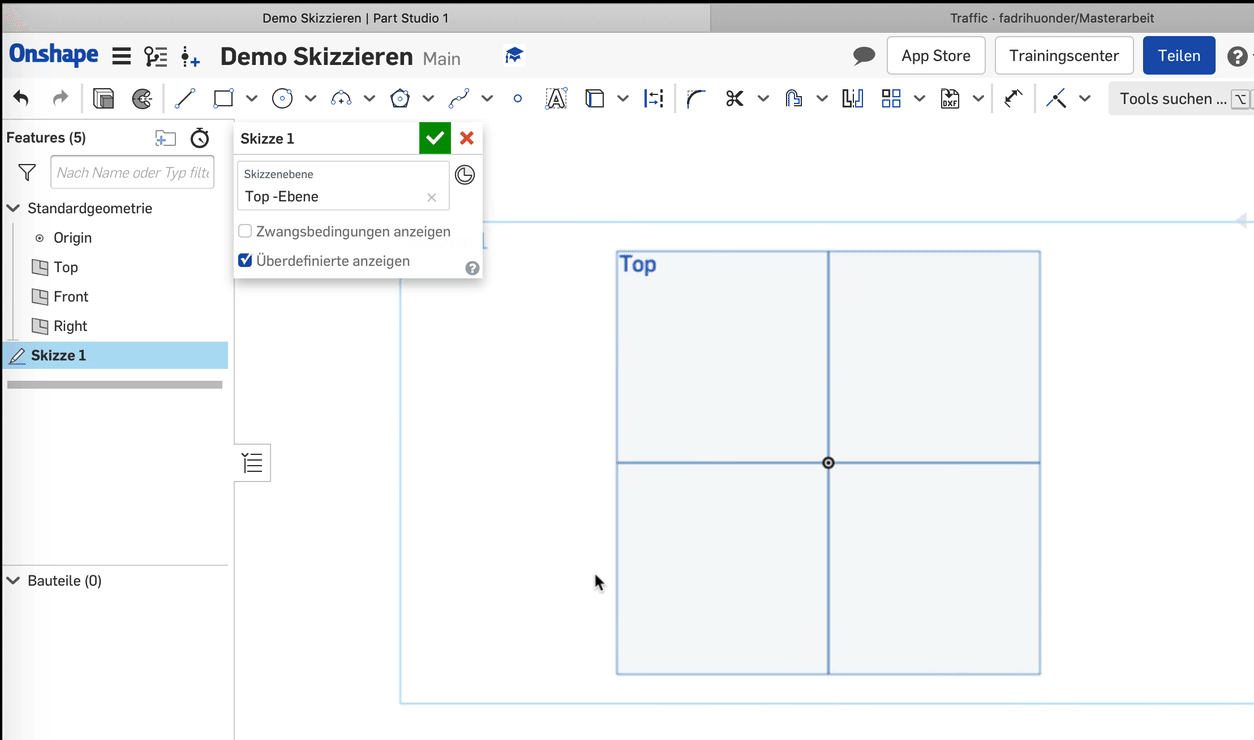 Demo Skizzieren | Part Studio 1
Traffic · fadrihuonder/Masterarbeit
Onshape
Demo Skizzieren Main
App Store
Trainingscenter
Teilen
DXF
Tools suchen ...
Features (5)
Skizze 1
Nach Name oder Typ filte
Skizzenebene
Top -Ebene
Standardgeometrie
Zwangsbedingungen anzeigen
Origin
Überdefinierte anzeigen
Top
Top
Front
Right
Skizze 1
Bauteile (0)